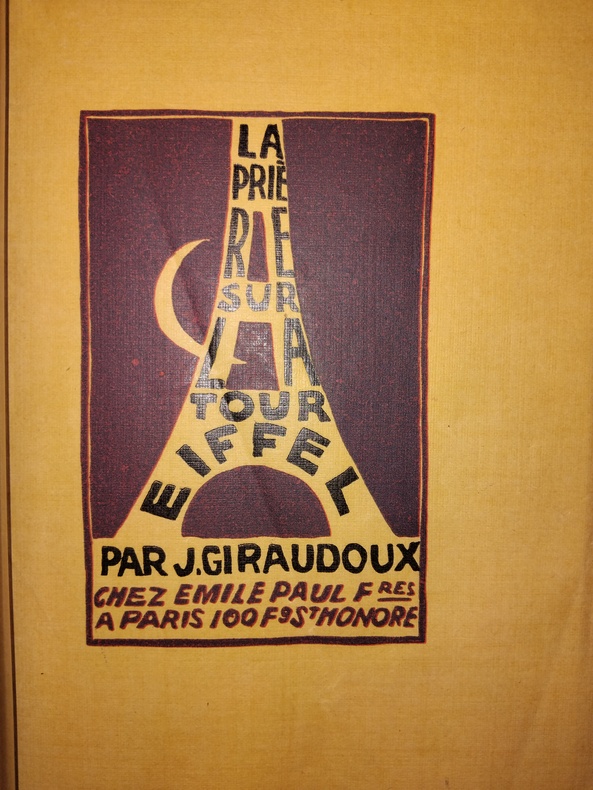 LA
PRIÈ
RE
SUR
LA
TOUR
EIFFEL
PAR J. GIRAUDOUX
CHEZ EMILE PAUL FRES
A PARIS 100 Fg ST HONORE